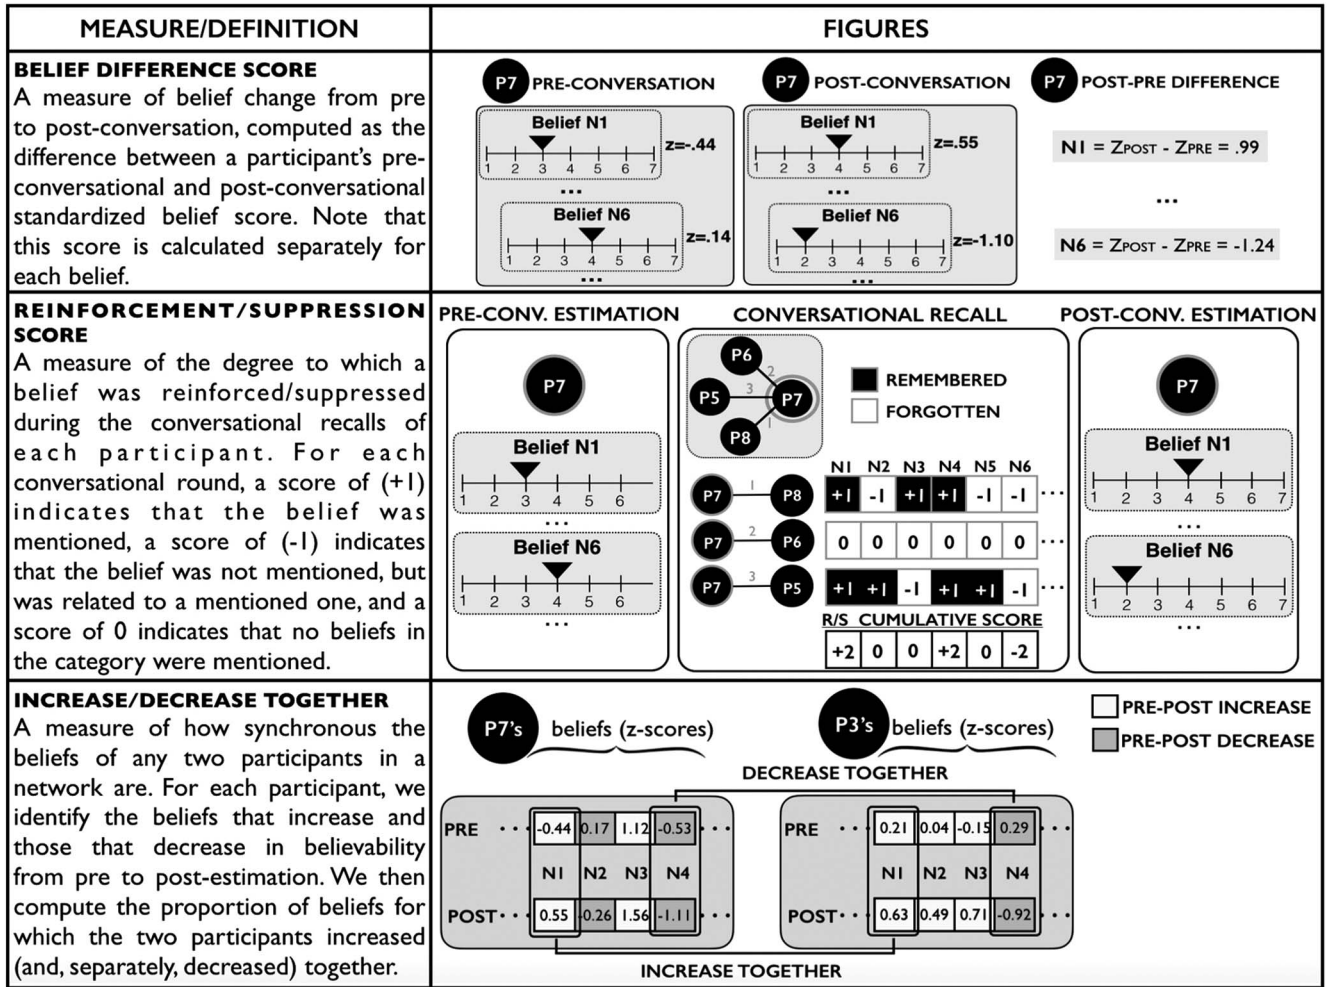 MEASURE/DEFINITION
FIGURES
BELIEF DIFFERENCE SCORE
A measure of belief change from pre
to post-conversation, computed as the
difference between a participant's pre-
conversational and post-conversational
standardized belief score. Note that
this score is calculated separately for
each belief.
P7 PRE-CONVERSATION
Belief N1
1 2 3 4 5 6 7
z=-.44
...
Belief N6
1 2 3 4 5 6 7
z=.14
...
P7 POST-CONVERSATION
Belief N1
1 2 3 4 5 6 7
z=.55
...
Belief N6
1 2 3 4 5 6 7
z=-1.10
...
P7 POST-PRE DIFFERENCE
N1 = ZPOST - ZPRE = .99
...
N6 = ZPOST - ZPRE = -1.24
REINFORCEMENT/SUPPRESSION
SCORE
A measure of the degree to which a
belief was reinforced/suppressed
during the conversational recalls of
each participant. For each
conversational round, a score of (+1)
indicates that the belief was
mentioned, a score of (-1) indicates
that the belief was not mentioned, but
was related to a mentioned one, and a
score of 0 indicates that no beliefs in
the category were mentioned.
PRE-CONV. ESTIMATION
P7
Belief N1
1 2 3 4 5 6
...
Belief N6
1 2 3 4 5 6
...
CONVERSATIONAL RECALL
P6
2
P5 3 P7
1
P8
REMEMBERED
FORGOTTEN
N1 N2 N3 N4 N5 N6
P7 1 P8 +1 -1 +1 +1 -1 -1 ...
P7 2 P6 0 0 0 0 0 0 ...
P7 3 P5 +1 +1 -1 +1 +1 -1 ...
R/S CUMULATIVE SCORE
+2 0 0 +2 0 -2
POST-CONV. ESTIMATION
P7
Belief N1
1 2 3 4 5 6 7
...
Belief N6
1 2 3 4 5 6 7
...
INCREASE/DECREASE TOGETHER
A measure of how synchronous the
beliefs of any two participants in a
network are. For each participant, we
identify the beliefs that increase and
those that decrease in believability
from pre to post-estimation. We then
compute the proportion of beliefs for
which the two participants increased
(and, separately, decreased) together.
P7's beliefs (z-scores)
P3's beliefs (z-scores)
PRE-POST INCREASE
PRE-POST DECREASE
DECREASE TOGETHER
PRE ... -0.44 0.17 1.12 -0.53 ...
N1 N2 N3 N4
POST ... 0.55 -0.26 1.56 -1.11 ...
PRE ... 0.21 0.04 -0.15 0.29 ...
N1 N2 N3 N4
POST ... 0.63 0.49 0.71 -0.92 ...
INCREASE TOGETHER